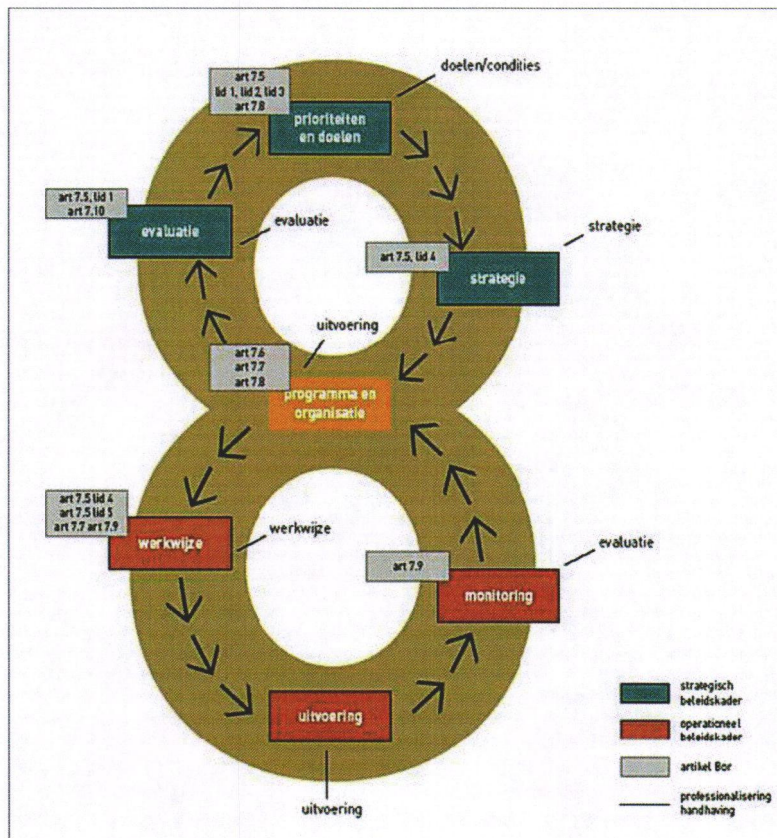 art 7.5
lid 1, lid 2, lid 3
art 7.8
prioriteiten
en doelen
doelen/condities
art 7.5, lid 1
art 7.10
evaluatie
evaluatie
art 7.5, lid 4
strategie
strategie
uitvoering
art 7.6
art 7.7
art 7.8
programma en
organisatie
art 7.5 lid 4
art 7.5 lid 5
art 7.7 art 7.9
werkwijze
werkwijze
art 7.9
monitoring
evaluatie
uitvoering
uitvoering
strategisch
beleidskader
operationeel
beleidskader
artikel Bor
professionalisering
handhaving